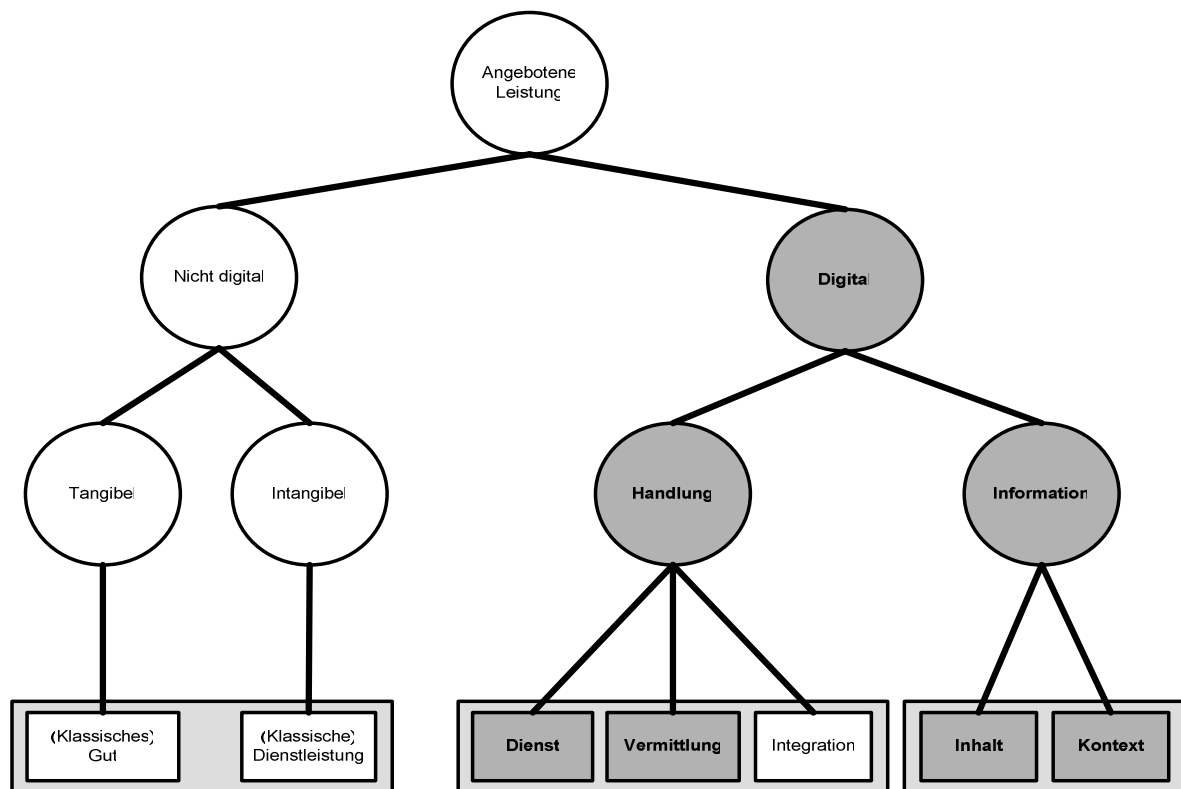 Angebotene
Leistung
Nicht digital
Digital
Tangibel
Intangibel
Handlung
Information
(Klassisches)
Gut
(Klassische)
Dienstleistung
Dienst
Vermittlung
Integration
Inhalt
Kontext